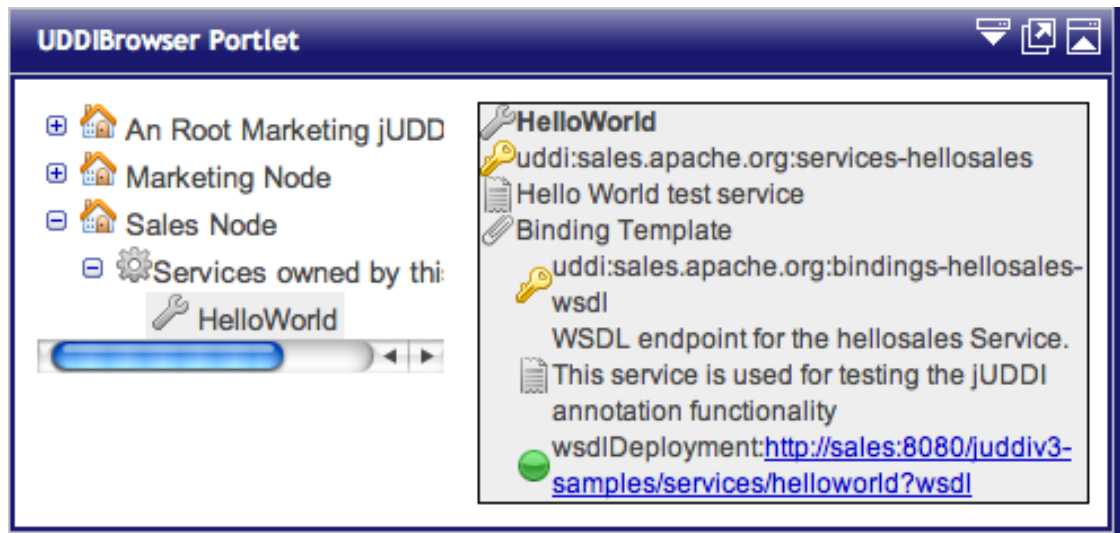 UDDIBrowser Portlet
An Root Marketing jUDD
Marketing Node
Sales Node
Services owned by this
HelloWorld
HelloWorld
uddi:sales.apache.org:services-hellosales
Hello World test service
Binding Template
uddi:sales.apache.org:bindings-hellosales-
wsdl
WSDL endpoint for the hellosales Service.
This service is used for testing the jUDDI
annotation functionality
wsdlDeployment:http://sales:8080/juddiv3-
samples/services/helloworld?wsdl